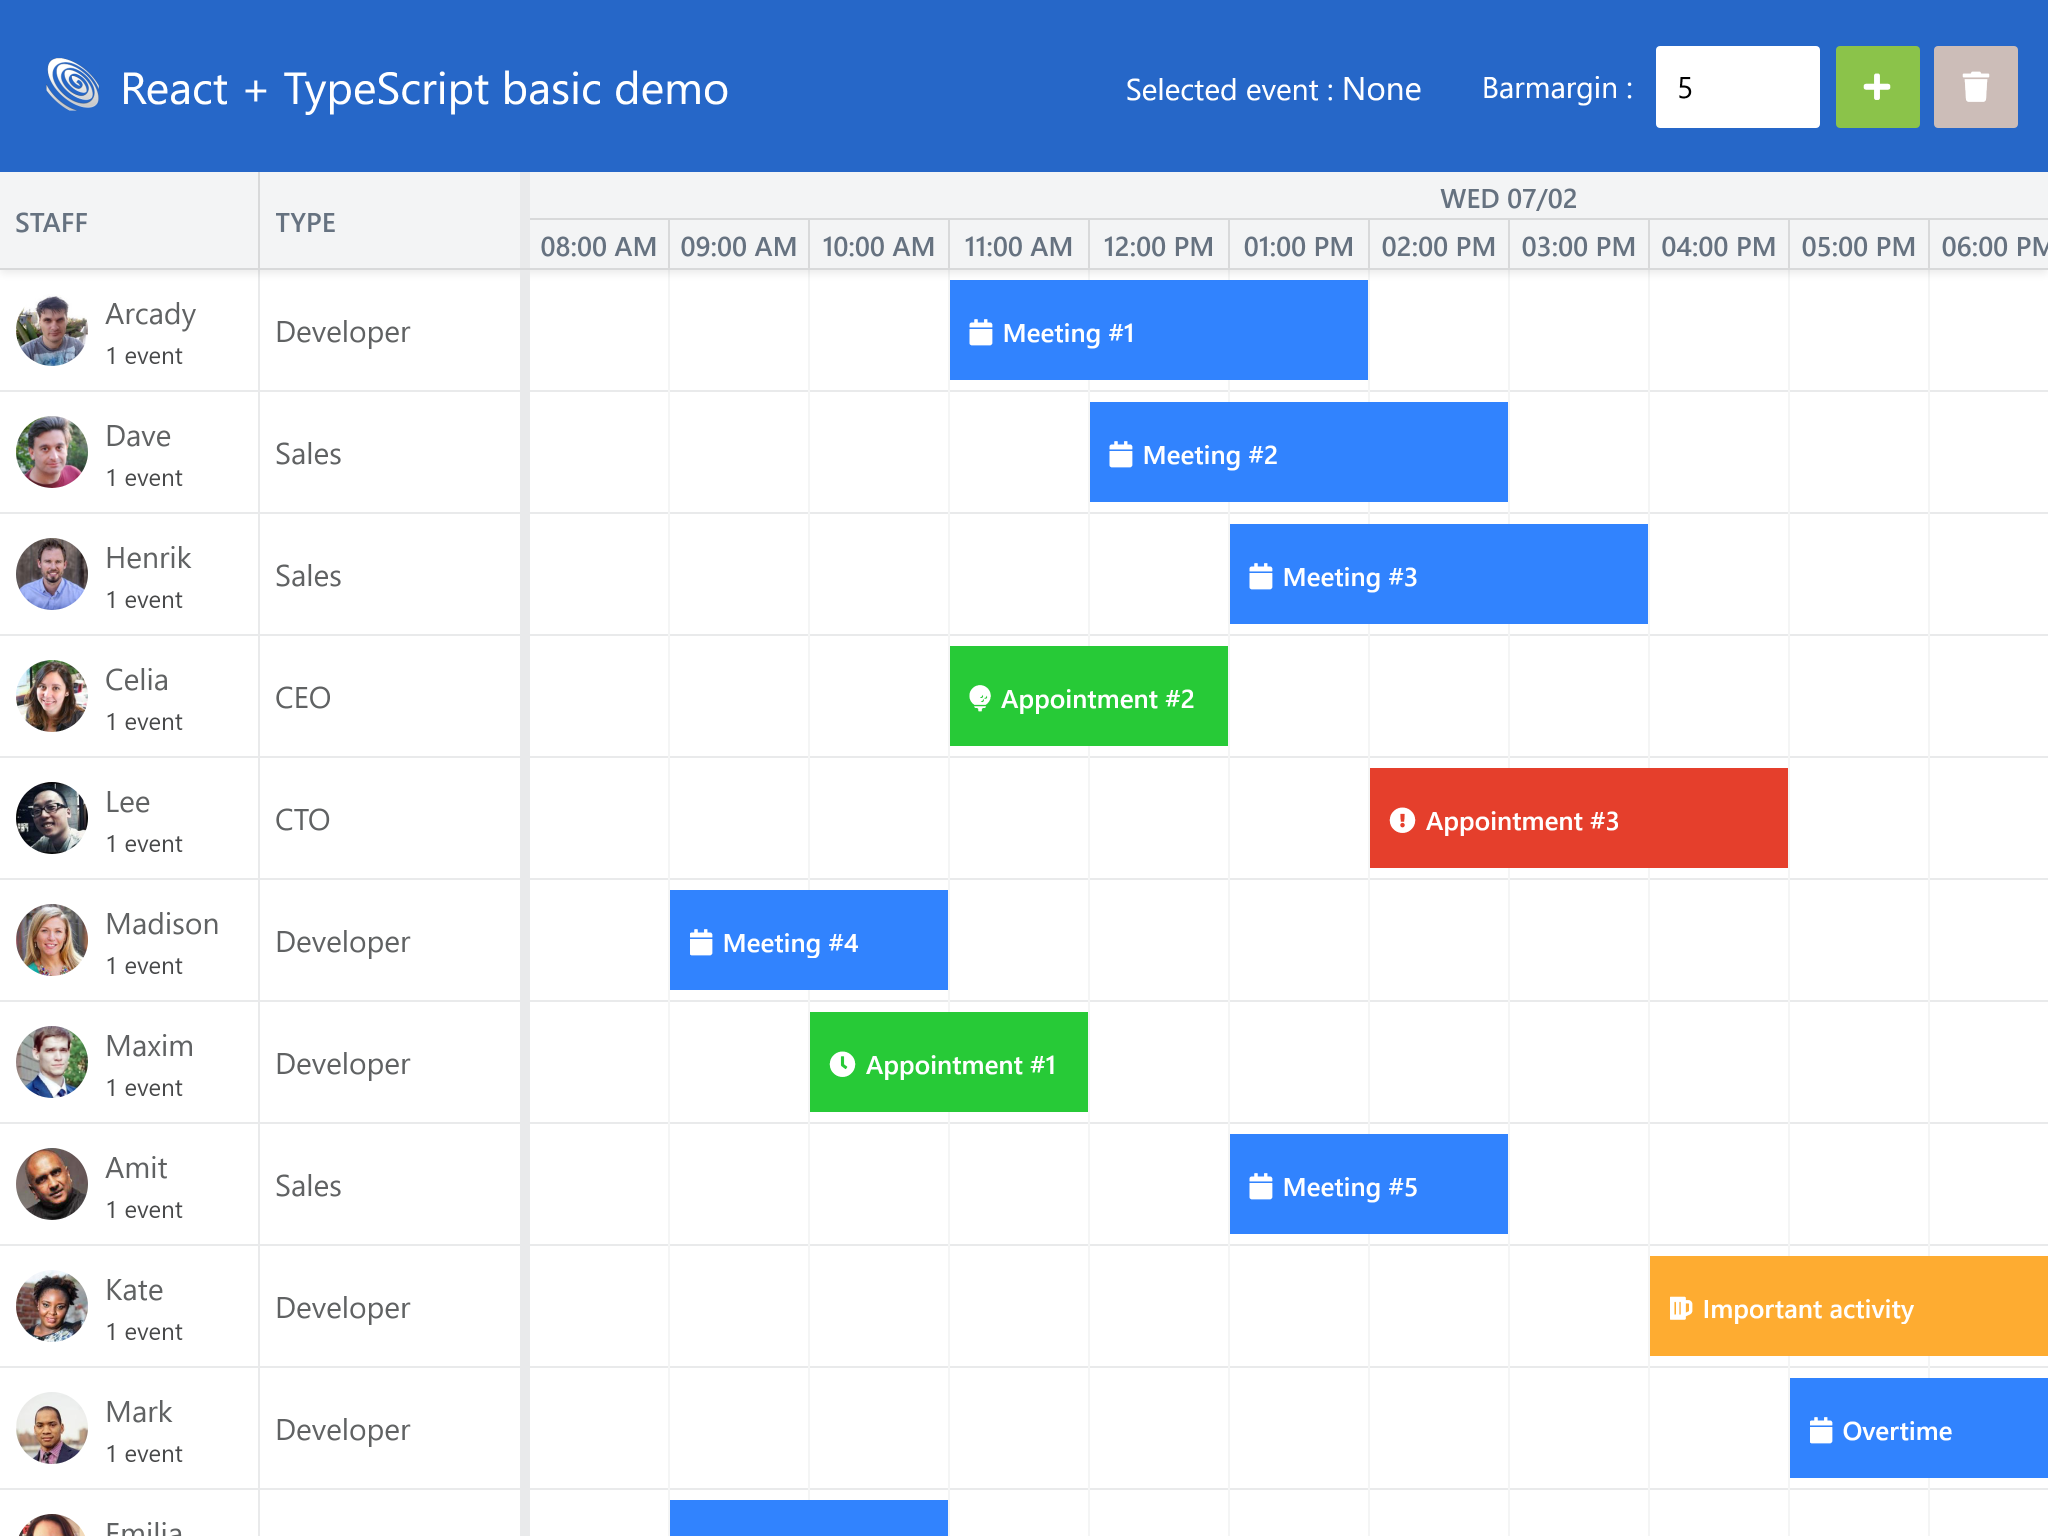 React + TypeScript basic demo
Selected event : None
Barmargin :
5
STAFF
TYPE
WED 07/02
08:00 AM
09:00 AM
10:00 AM
11:00 AM
12:00 PM
01:00 PM
02:00 PM
03:00 PM
04:00 PM
05:00 PM
06:00 PM
Arcady
1 event
Developer
Meeting #1
Dave
1 event
Sales
Meeting #2
Henrik
1 event
Sales
Meeting #3
Celia
1 event
CEO
Appointment #2
Lee
1 event
CTO
Appointment #3
Madison
1 event
Developer
Meeting #4
Maxim
1 event
Developer
Appointment #1
Amit
1 event
Sales
Meeting #5
Kate
1 event
Developer
Important activity
Mark
1 event
Developer
Overtime
Emilia